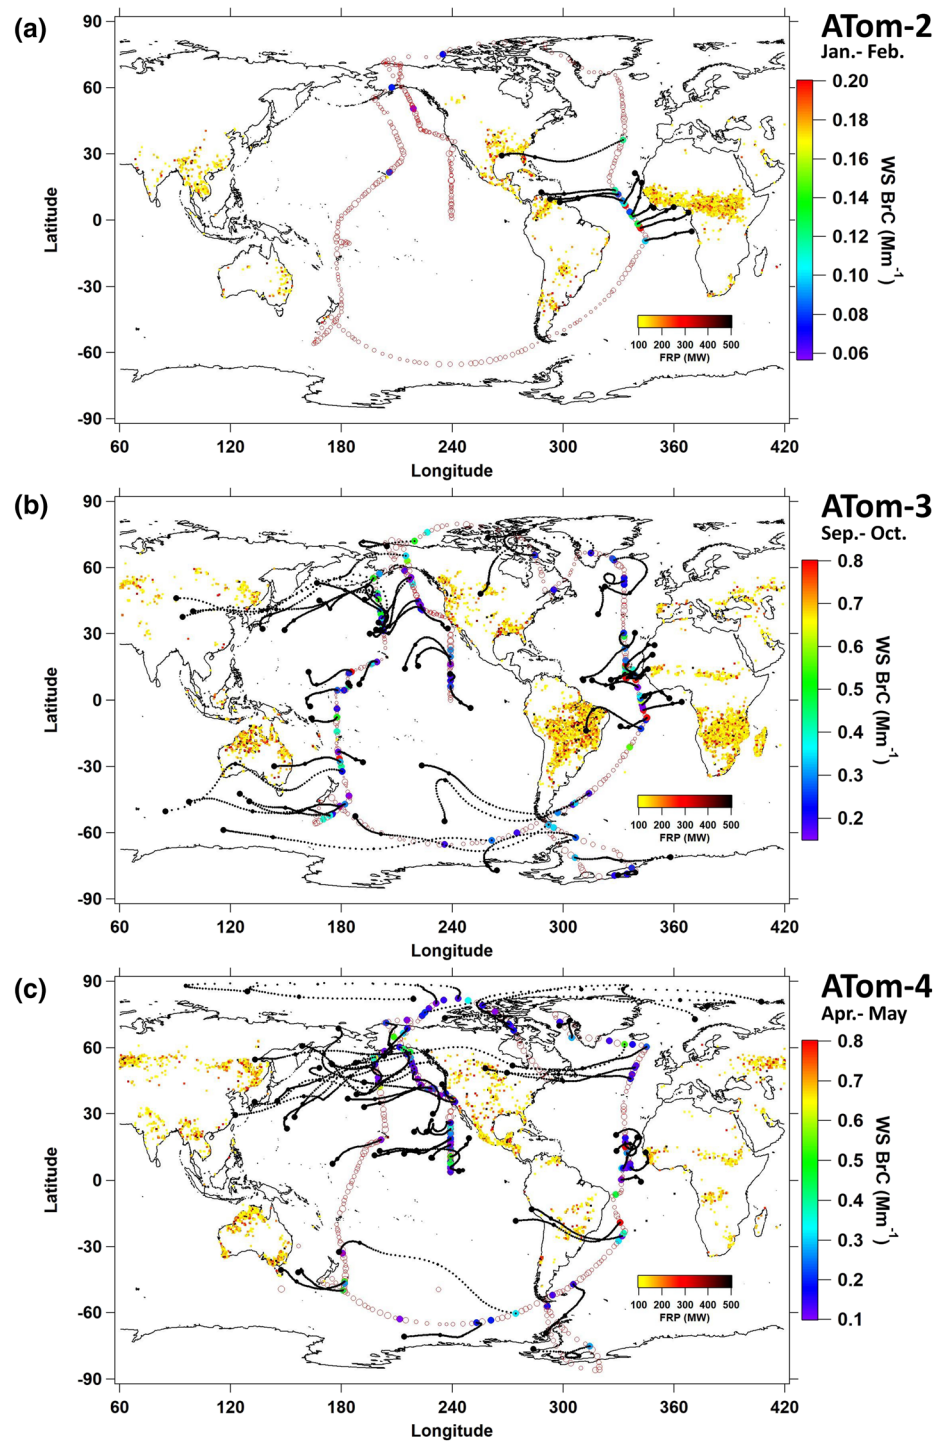 (a)
ATom-2
Jan.- Feb.
90
60
30
0
-30
-60
-90
Latitude
60 120 180 240 300 360 420
Longitude
100 200 300 400 500
FRP (MW)
0.20
0.18
0.16
0.14
0.12
0.10
0.08
0.06
WS BrC (Mm-1)
(b)
ATom-3
Sep.- Oct.
90
60
30
0
-30
-60
-90
Latitude
60 120 180 240 300 360 420
Longitude
100 200 300 400 500
FRP (MW)
0.8
0.7
0.6
0.5
0.4
0.3
0.2
WS BrC (Mm-1)
(c)
ATom-4
Apr.- May
90
60
30
0
-30
-60
-90
Latitude
60 120 180 240 300 360 420
Longitude
100 200 300 400 500
FRP (MW)
0.8
0.7
0.6
0.5
0.4
0.3
0.2
0.1
WS BrC (Mm-1)